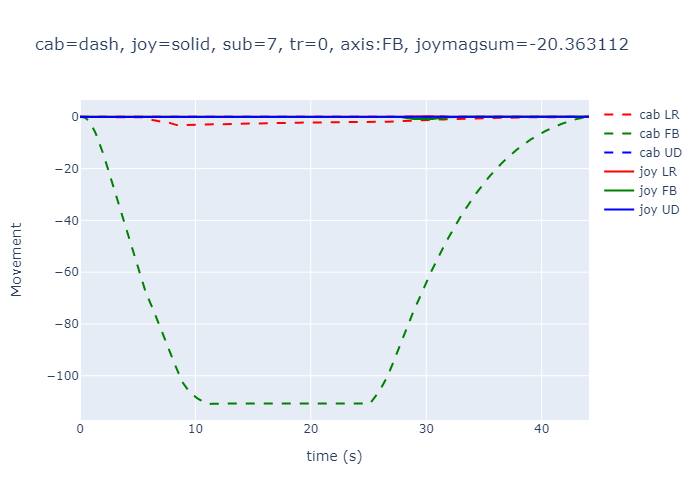 cab=dash, joy=solid, sub=7, tr=0, axis:FB, joymagsum=-20.363112
0
−20
−40
−60
−80
−100
Movement
0
10
20
30
40
time (s)
cab LR
cab FB
cab UD
joy LR
joy FB
joy UD